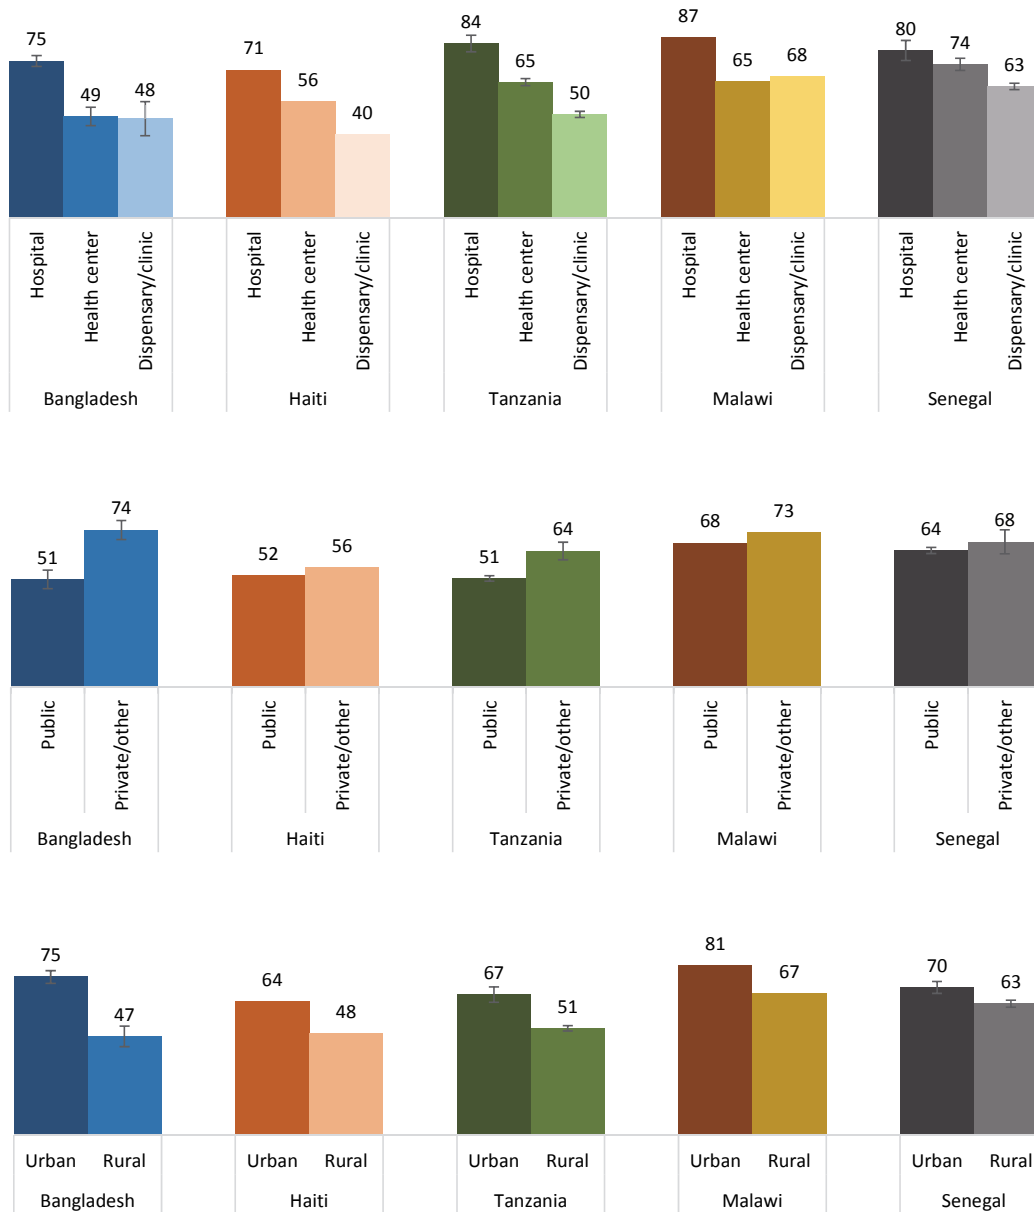 75 49 48 71 56 40 84 65 50 87 65 68 80 74 63
Hospital Health center Dispensary/clinic Hospital Health center Dispensary/clinic Hospital Health center Dispensary/clinic Hospital Health center Dispensary/clinic Hospital Health center Dispensary/clinic
Bangladesh Haiti Tanzania Malawi Senegal
51 74 52 56 51 64 68 73 64 68
Public Private/other Public Private/other Public Private/other Public Private/other Public Private/other
Bangladesh Haiti Tanzania Malawi Senegal
75 47 64 48 67 51 81 67 70 63
Urban Rural Urban Rural Urban Rural Urban Rural Urban Rural
Bangladesh Haiti Tanzania Malawi Senegal